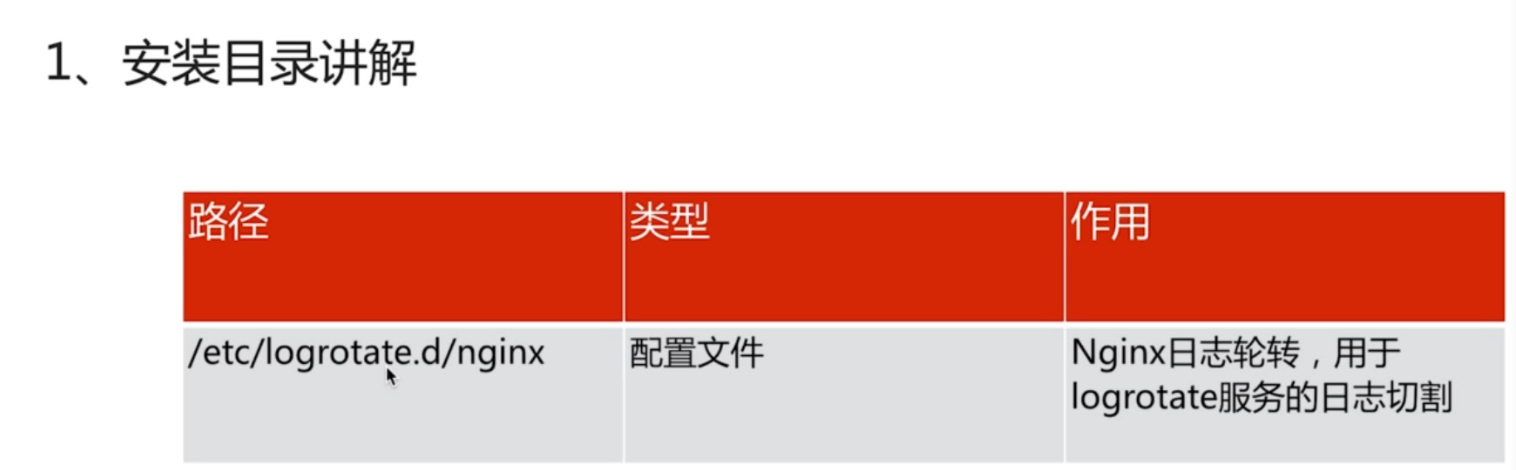 1、安装目录讲解
路径
类型
作用
/etc/logrotate.d/nginx
配置文件
Nginx日志轮转，用于
logrotate服务的日志切割